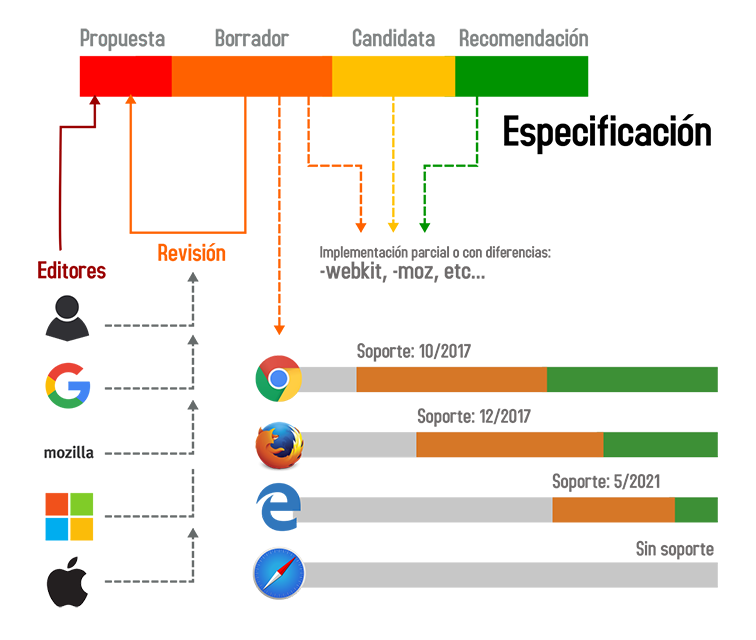 Propuesta
Borrador
Candidata
Recomendación
Especificación
Revisión
Implementación parcial o con diferencias:
-webkit, -moz, etc...
Editores
mozilla
Soporte: 10/2017
Soporte: 12/2017
Soporte: 5/2021
Sin soporte